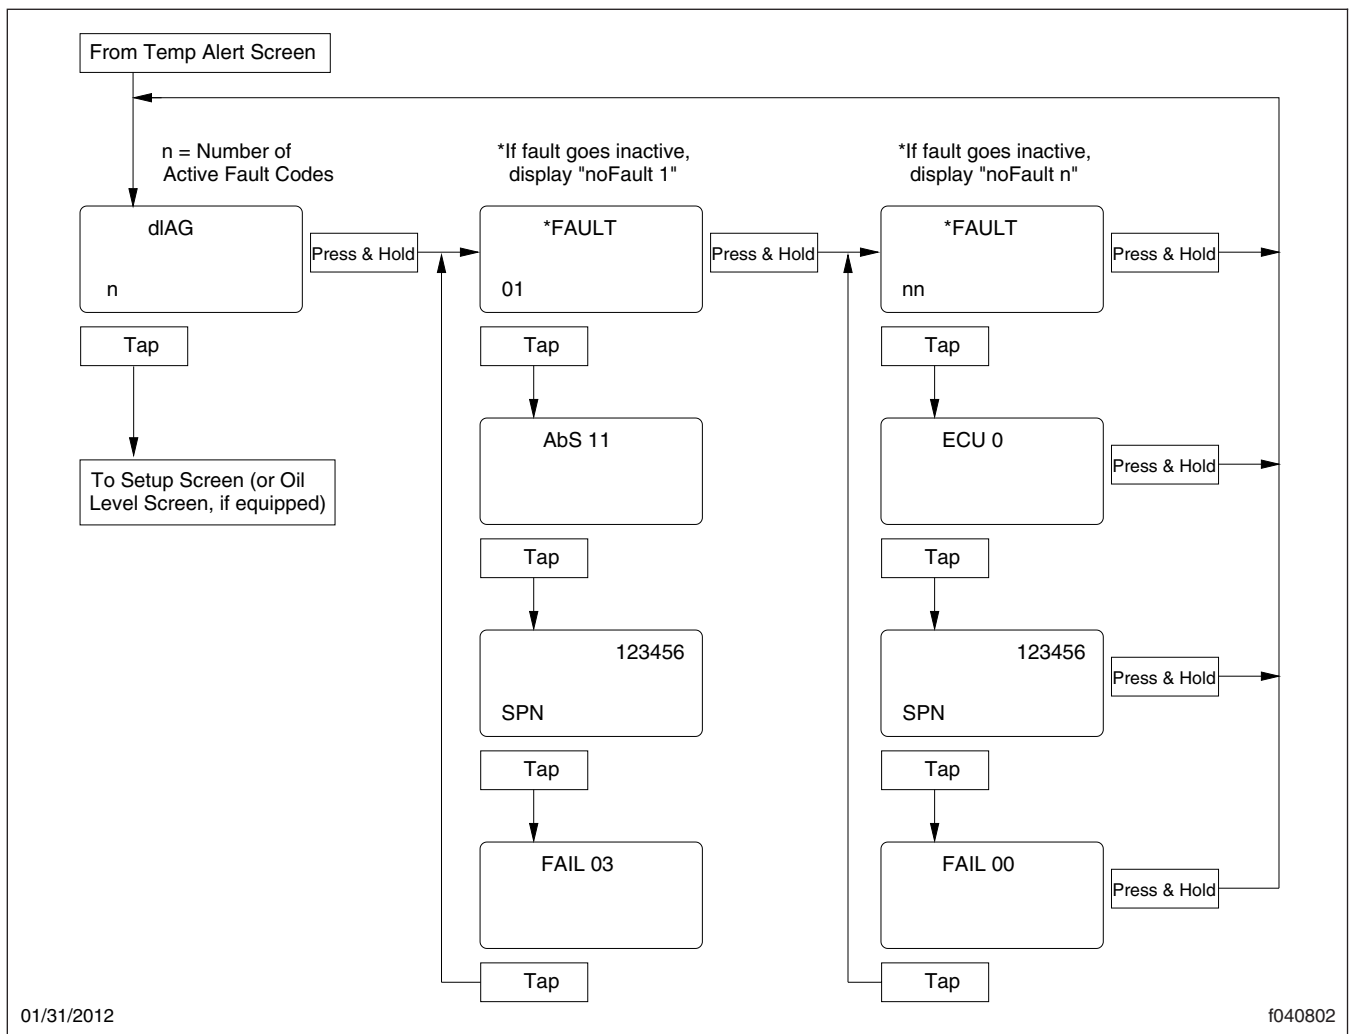 From Temp Alert Screen
n = Number of
Active Fault Codes
*If fault goes inactive,
display "noFault 1"
*If fault goes inactive,
display "noFault n"
dIAG
n
Press & Hold
*FAULT
01
Press & Hold
*FAULT
nn
Press & Hold
Tap
Tap
Tap
To Setup Screen (or Oil
Level Screen, if equipped)
AbS 11
ECU 0
Press & Hold
Tap
Tap
123456
SPN
123456
SPN
Press & Hold
Tap
Tap
FAIL 03
FAIL 00
Press & Hold
Tap
Tap
01/31/2012
f040802